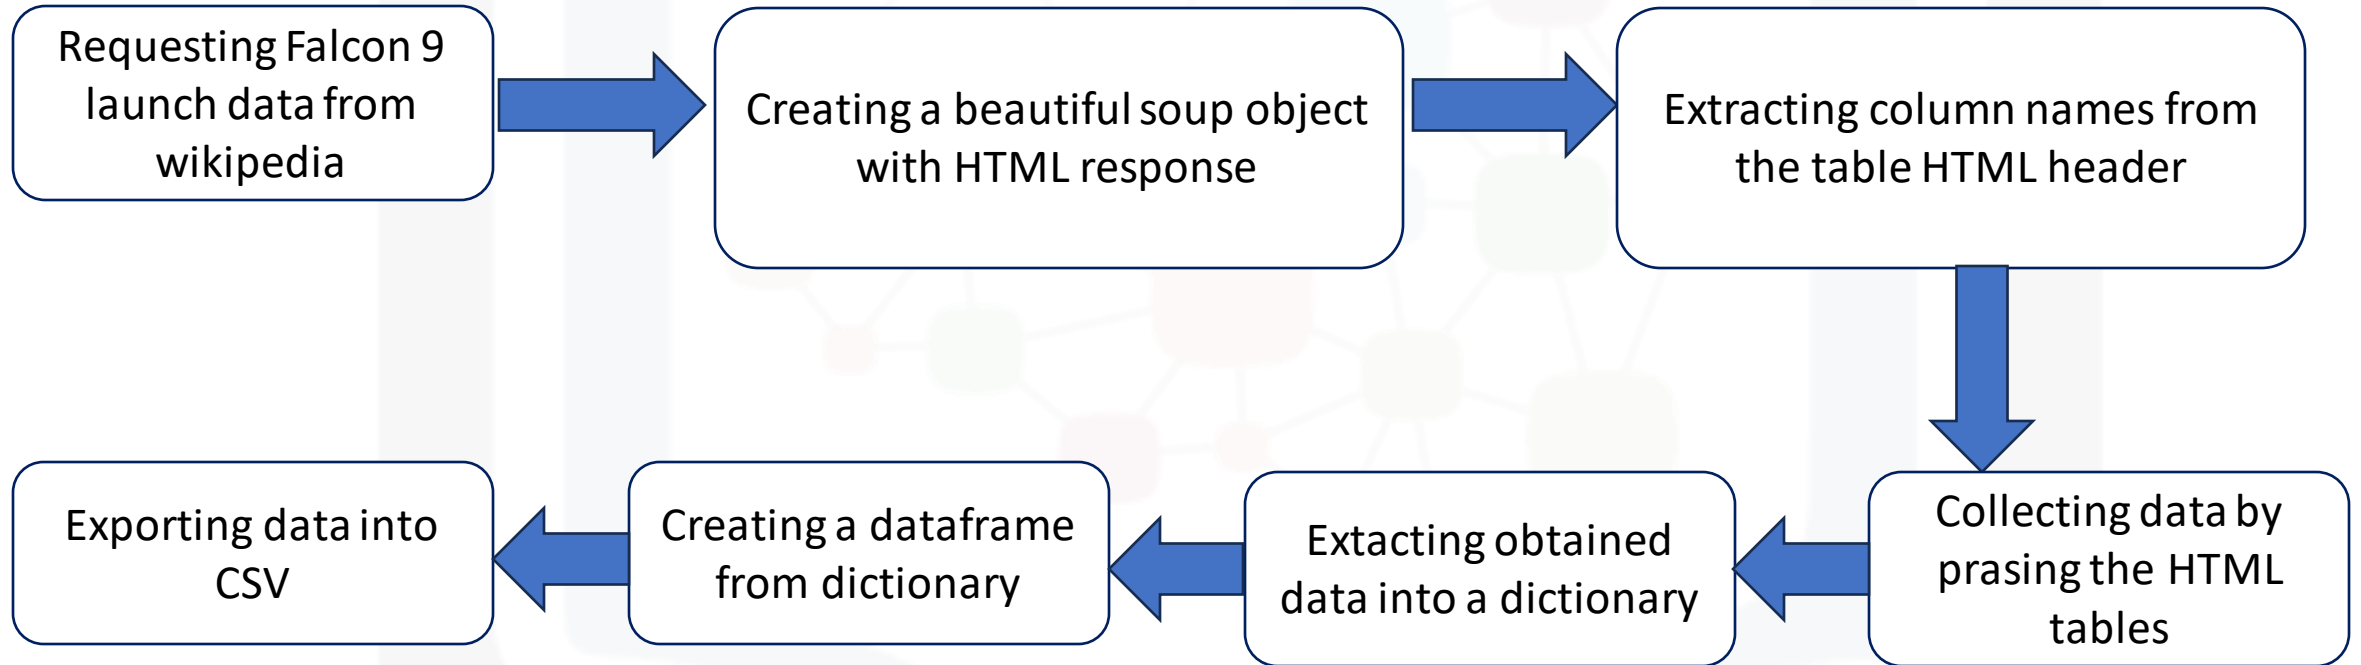 Requesting Falcon 9
launch data from
wikipedia
Creating a beautiful soup object
with HTML response
Extracting column names from
the table HTML header
Collecting data by
prasing the HTML
tables
Extacting obtained
data into a dictionary
Creating a dataframe
from dictionary
Exporting data into
CSV